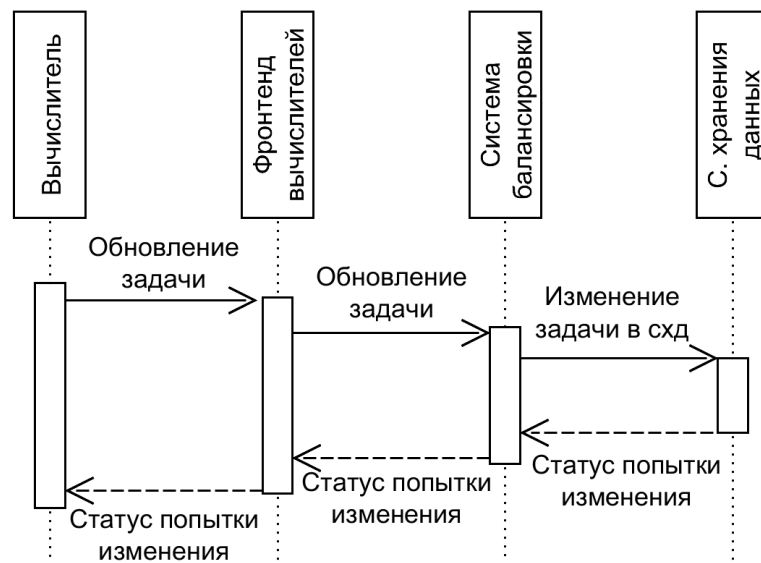 Вычислитель
Фронтенд
вычислителей
Система
балансировки
С. хранения
данных
Обновление
задачи
Обновление
задачи
Изменение
задачи в схд
Статус попытки
изменения
Статус попытки
изменения
Статус попытки
изменения